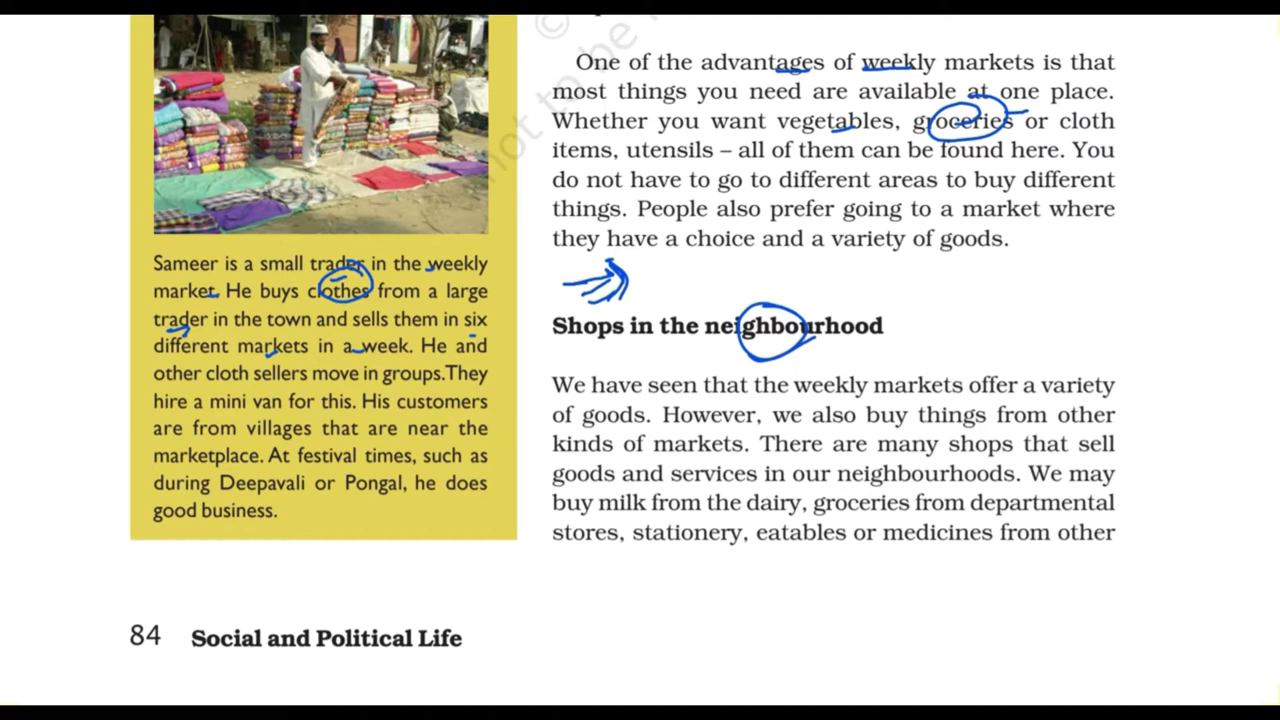 One of the advantages of weekly markets is that
most things you need are available at one place.
Whether you want vegetables, groceries or cloth
items, utensils – all of them can be found here. You
do not have to go to different areas to buy different
things. People also prefer going to a market where
they have a choice and a variety of goods.
Sameer is a small trader in the weekly
market. He buys clothes from a large
trader in the town and sells them in six
different markets in a week. He and
other cloth sellers move in groups.They
hire a mini van for this. His customers
are from villages that are near the
marketplace. At festival times, such as
during Deepavali or Pongal, he does
good business.
Shops in the neighbourhood
We have seen that the weekly markets offer a variety
of goods. However, we also buy things from other
kinds of markets. There are many shops that sell
goods and services in our neighbourhoods. We may
buy milk from the dairy, groceries from departmental
stores, stationery, eatables or medicines from other
84 Social and Political Life
© not to be